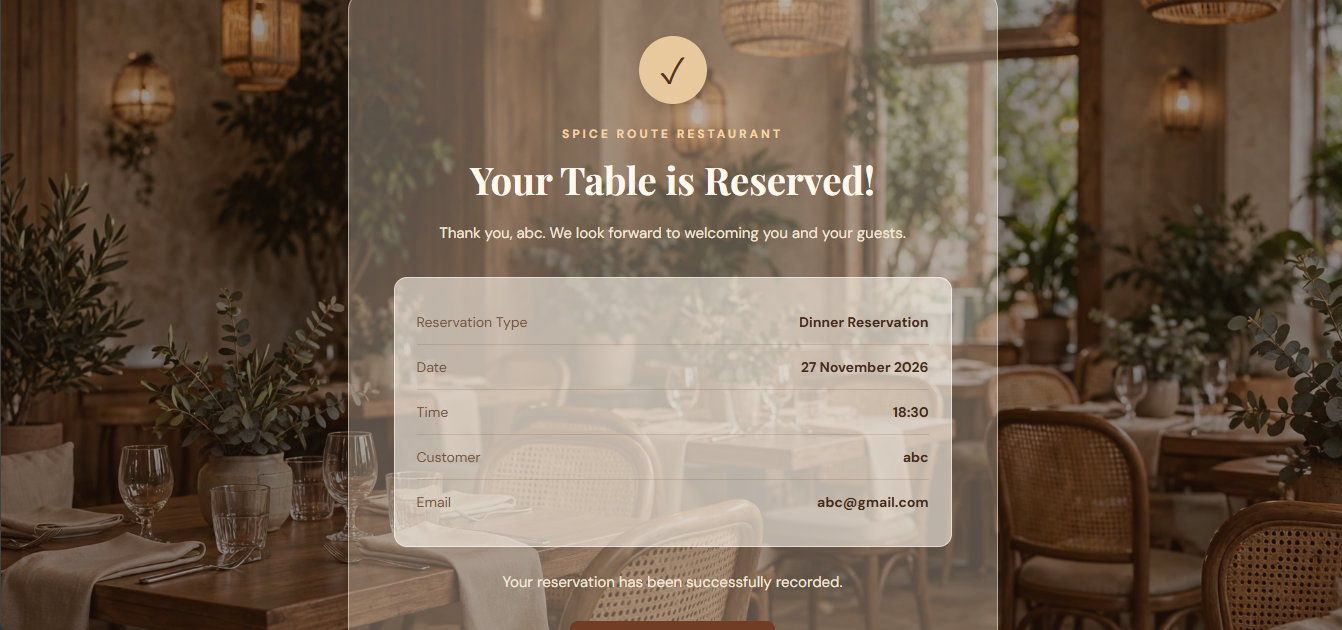 ✓
SPICE ROUTE RESTAURANT
Your Table is Reserved!
Thank you, abc. We look forward to welcoming you and your guests.
Reservation Type Dinner Reservation
Date 27 November 2026
Time 18:30
Customer abc
Email abc@gmail.com
Your reservation has been successfully recorded.